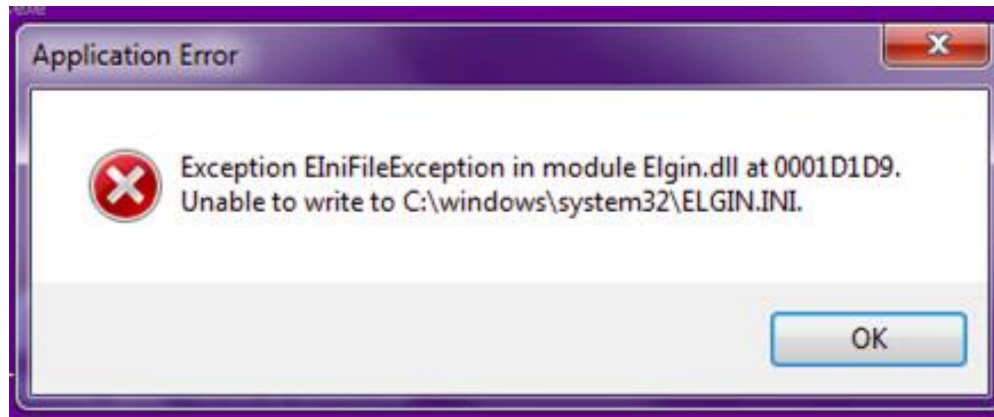 Application Error
Exception EIniFileException in module Elgin.dll at 0001D1D9.
Unable to write to C:\windows\system32\ELGIN.INI.
OK